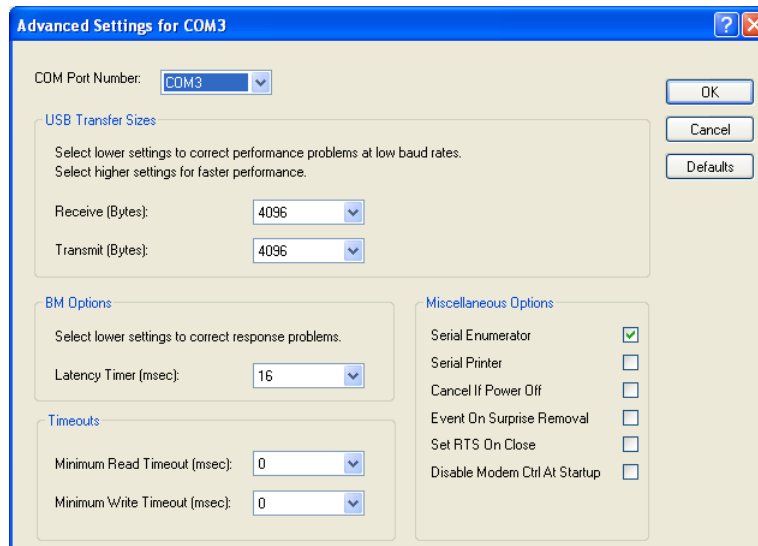 Advanced Settings for COM3
?
COM Port Number: COM3
OK
Cancel
Defaults
USB Transfer Sizes
Select lower settings to correct performance problems at low baud rates.
Select higher settings for faster performance.
Receive (Bytes): 4096
Transmit (Bytes): 4096
BM Options
Select lower settings to correct response problems.
Latency Timer (msec): 16
Timeouts
Minimum Read Timeout (msec): 0
Minimum Write Timeout (msec): 0
Miscellaneous Options
Serial Enumerator
Serial Printer
Cancel If Power Off
Event On Surprise Removal
Set RTS On Close
Disable Modem Ctrl At Startup